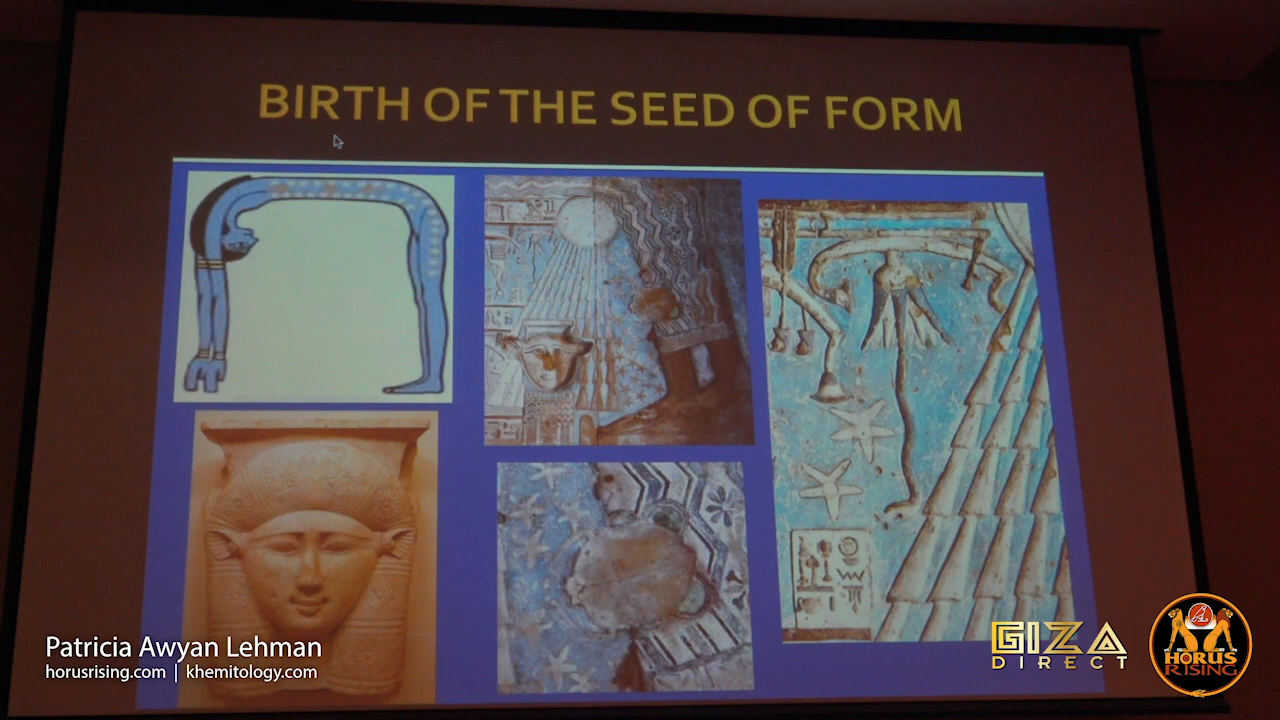 BIRTH OF THE SEED OF FORM
Patricia Awyan Lehman
horusrising.com | khemitology.com
GIZA
DIRECT
HORUS
RISING